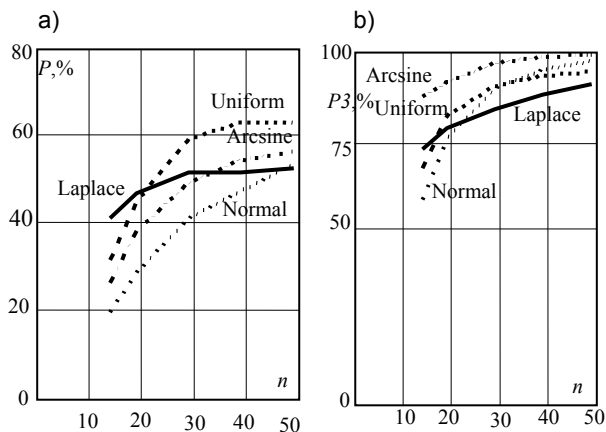 a)
80
P,%
Uniform
60
Arcsine
Laplace
40
Normal
20
n
0
10 20 30 40 50
b)
100
Arcsine
P3,%
Uniform
Laplace
75
Normal
50
n
0
10 20 30 40 50